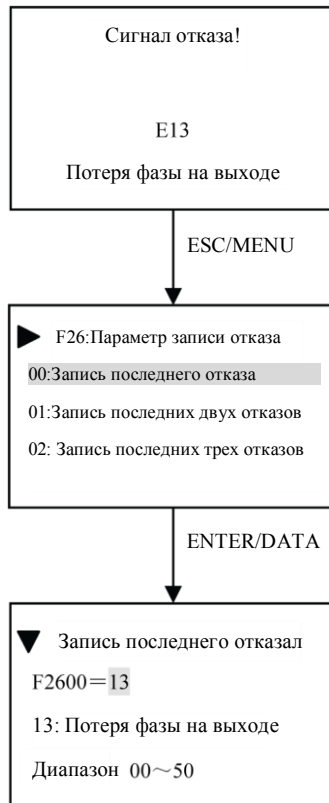 Сигнал отказа!
E13
Потеря фазы на выходе
ESC/MENU
F26:Параметр записи отказа
00:Запись последнего отказа
01:Запись последних двух отказов
02: Запись последних трех отказов
ENTER/DATA
Запись последнего отказал
F2600＝13
13: Потеря фазы на выходе
Диапазон 00～50